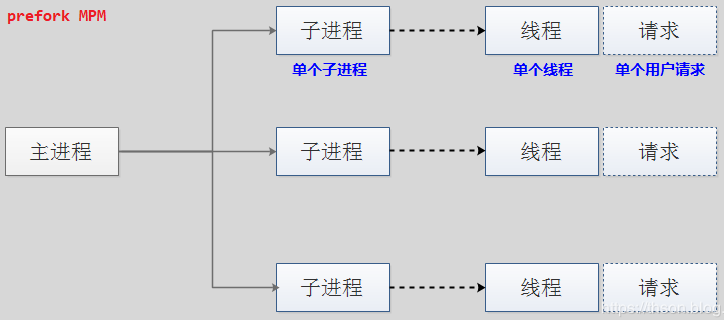 prefork MPM
子进程 线程 请求
单个子进程 单个线程 单个用户请求
主进程 子进程 线程 请求
子进程 线程 请求